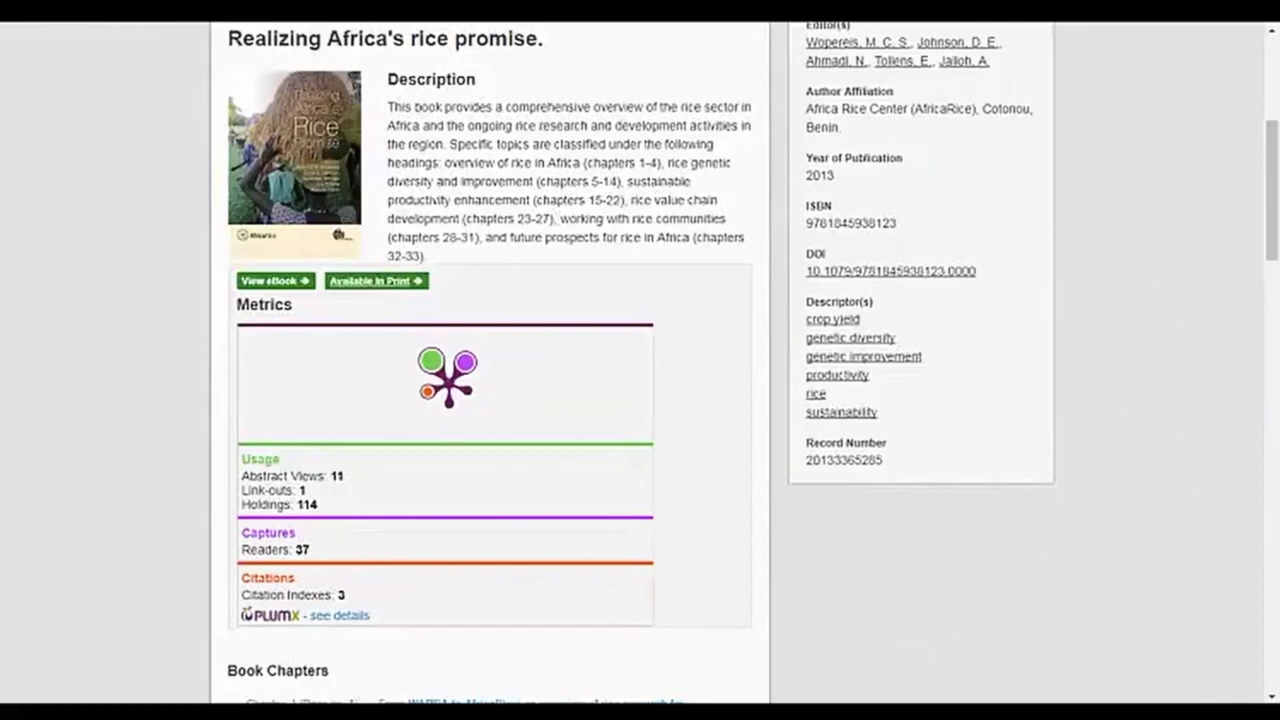 Realizing Africa's rice promise.
Realizing
Africa's
Rice
Promise
Description
This book provides a comprehensive overview of the rice sector in
Africa and the ongoing rice research and development activities in
the region. Specific topics are classified under the following
headings: overview of rice in Africa (chapters 1-4), rice genetic
diversity and improvement (chapters 5-14), sustainable
productivity enhancement (chapters 15-22), rice value chain
development (chapters 23-27), working with rice communities
(chapters 28-31), and future prospects for rice in Africa (chapters
32-33).
View eBook
Available in Print
Metrics
Usage
Abstract Views: 11
Link-outs: 1
Holdings: 114
Captures
Readers: 37
Citations
Citation Indexes: 3
PLUMX - see details
Book Chapters
Editor(s)
Wopereis, M. C. S., Johnson, D. E.,
Ahmadi, N., Tollens, E., Jalloh, A.
Author Affiliation
Africa Rice Center (AfricaRice), Cotonou,
Benin.
Year of Publication
2013
ISBN
9781845938123
DOI
10.1079/9781845938123.0000
Descriptor(s)
crop yield
genetic diversity
genetic improvement
productivity
rice
sustainability
Record Number
20133365285